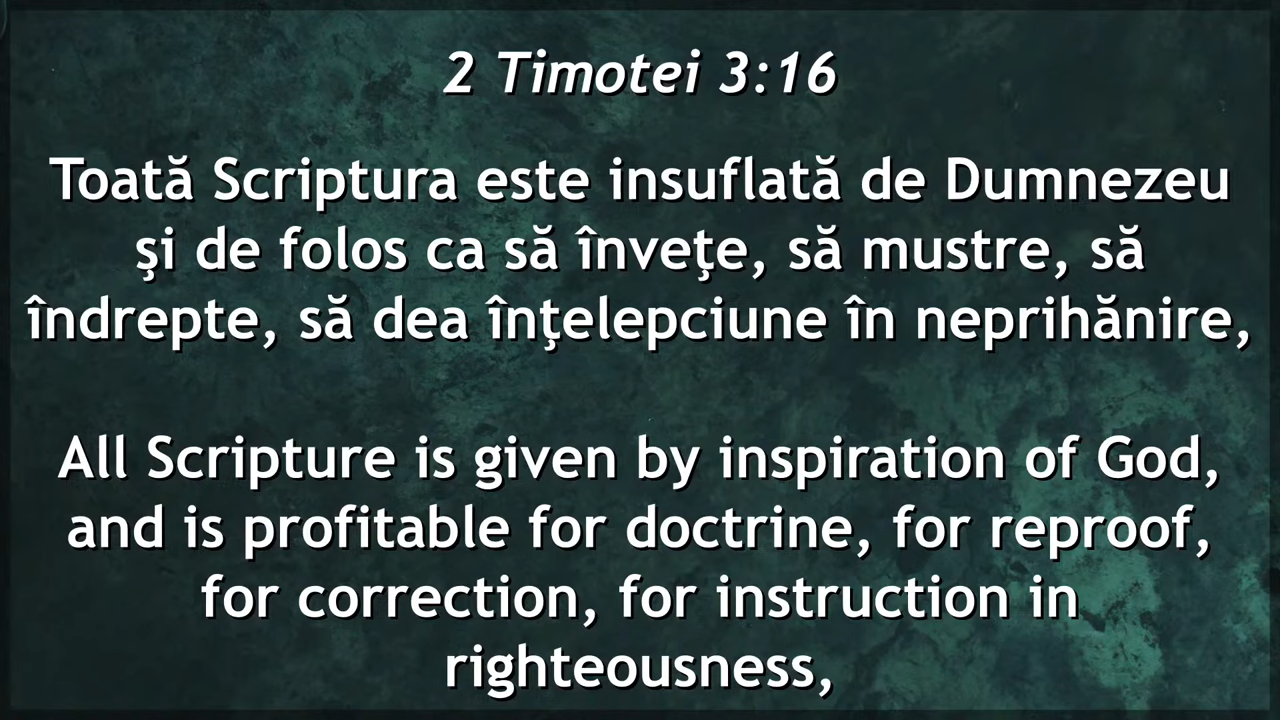 2 Timotei 3:16
Toată Scriptura este insuflată de Dumnezeu
şi de folos ca să înveţe, să mustre, să
îndrepte, să dea înţelepciune în neprihănire,
All Scripture is given by inspiration of God,
and is profitable for doctrine, for reproof,
for correction, for instruction in
righteousness,